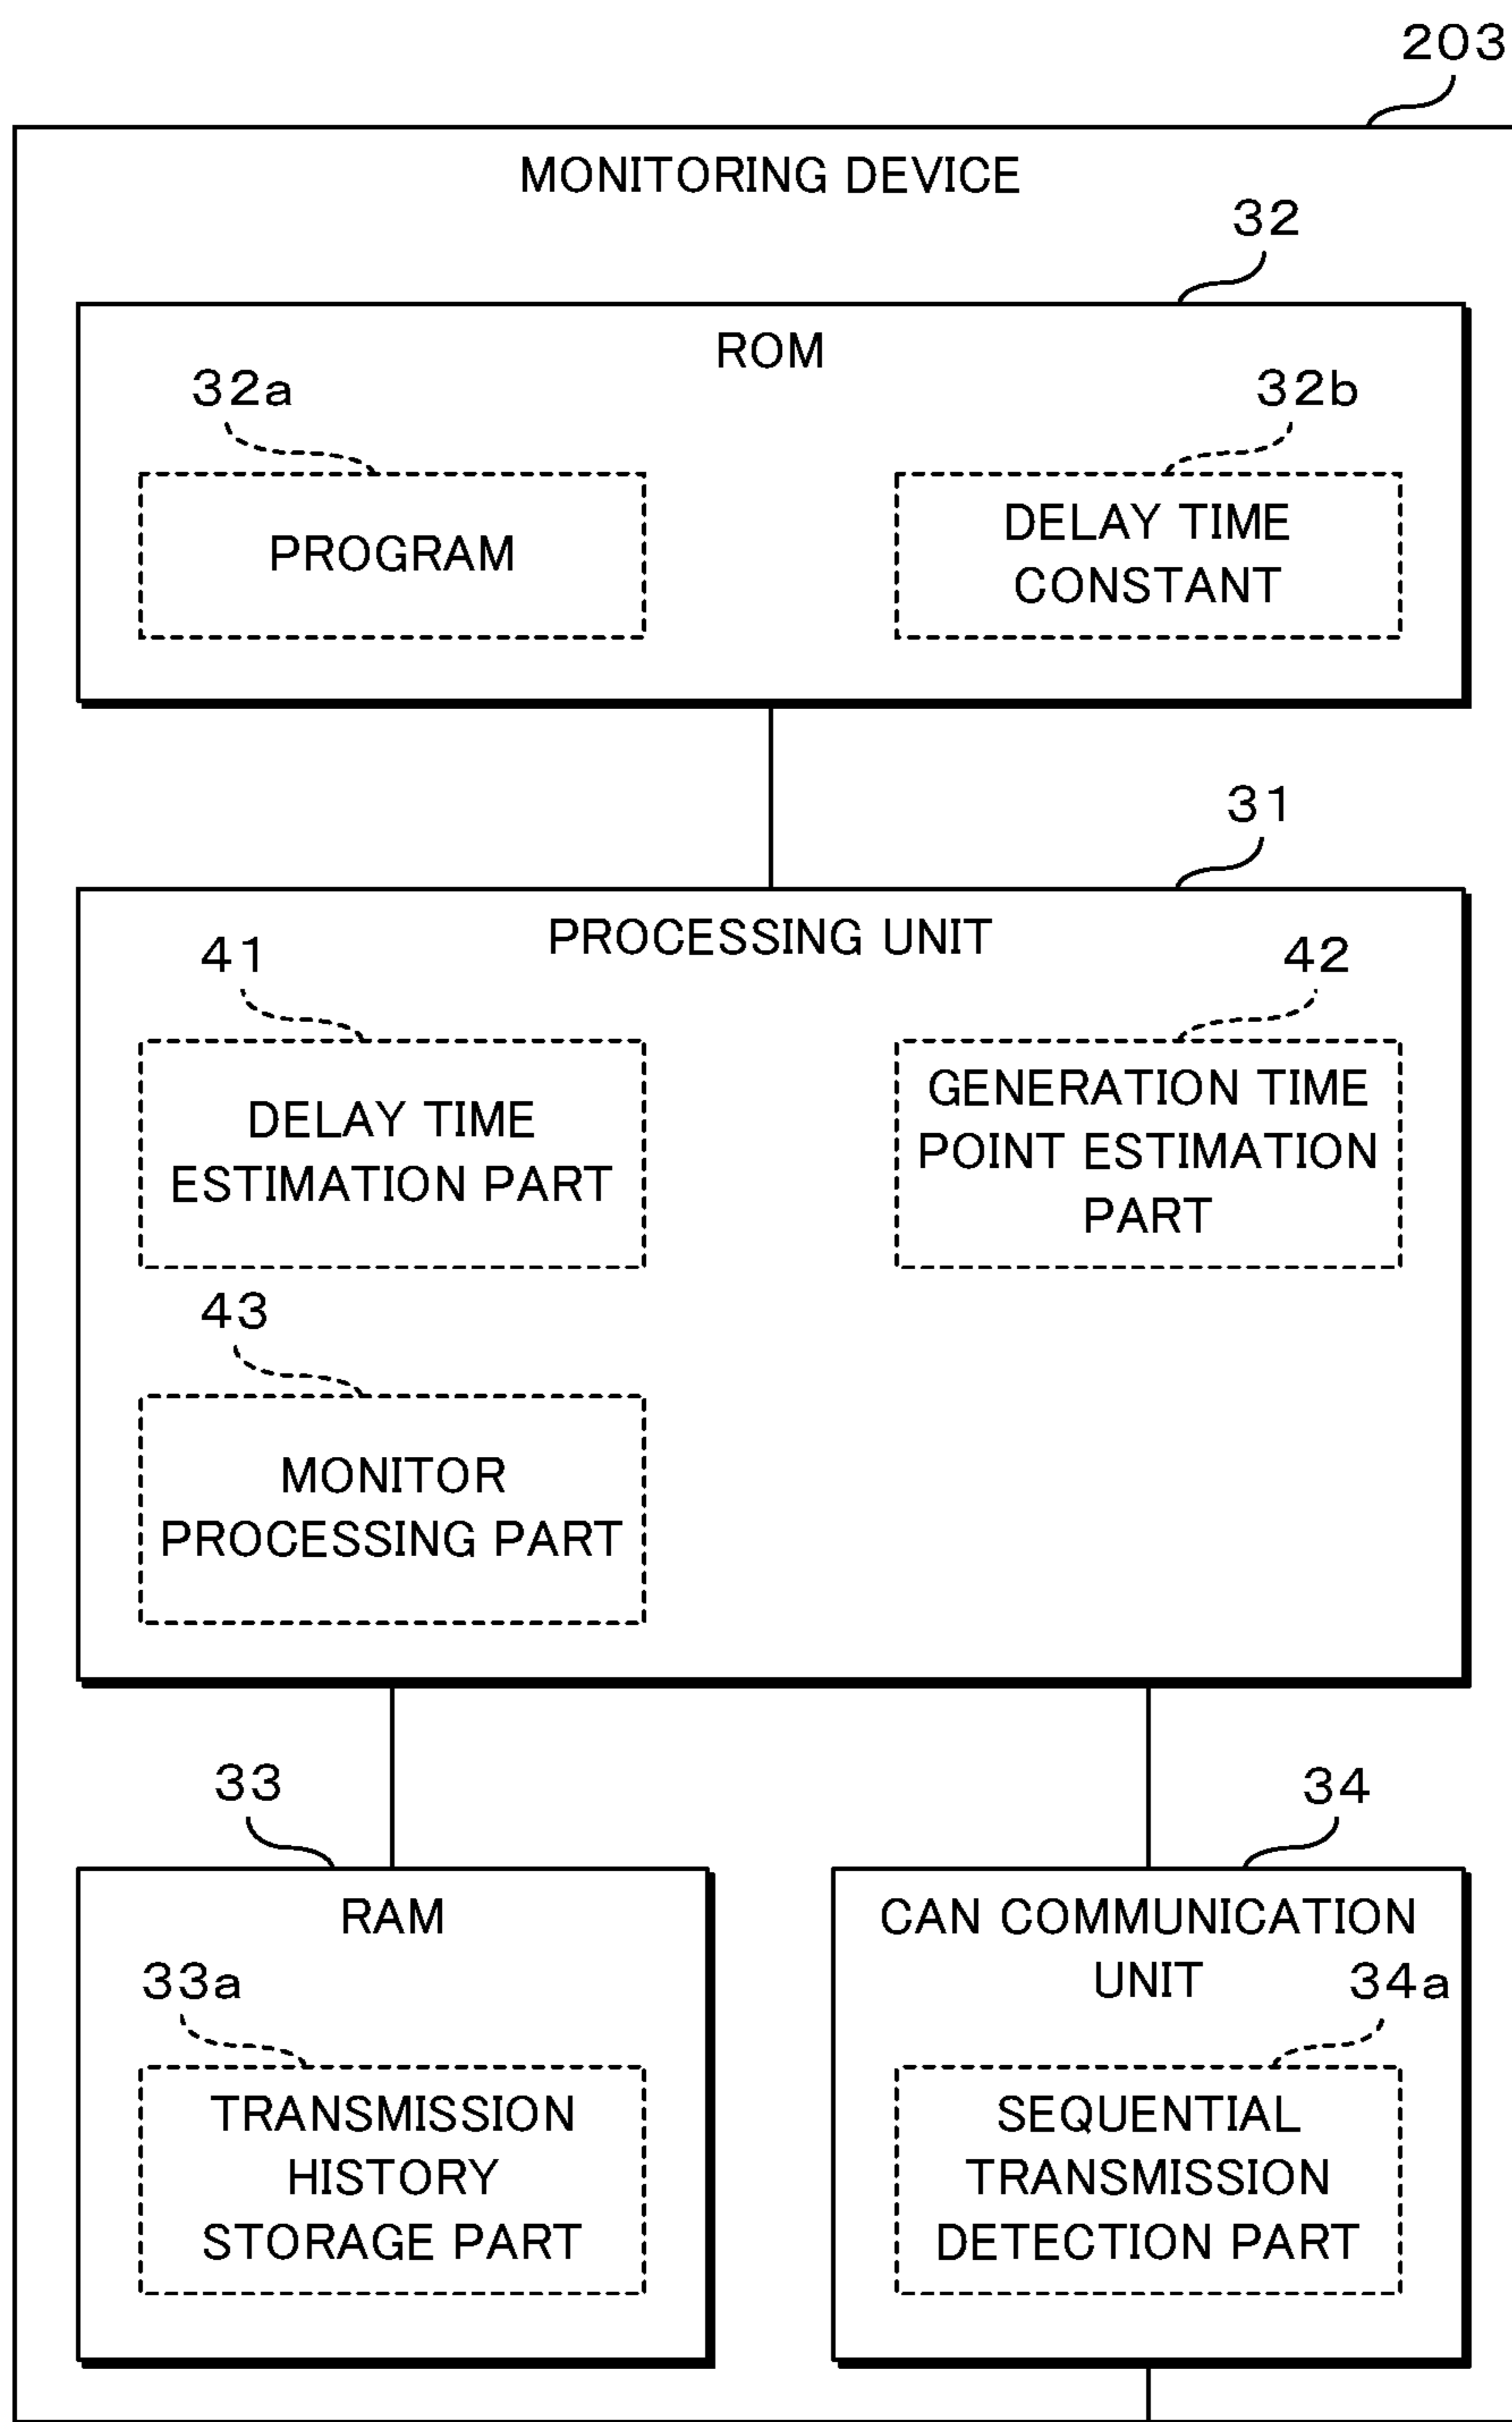 203
MONITORING DEVICE
32
ROM
32a
32b
PROGRAM
DELAY TIME
CONSTANT
31
PROCESSING UNIT
41
42
DELAY TIME
ESTIMATION PART
GENERATION TIME
POINT ESTIMATION
PART
43
MONITOR
PROCESSING PART
33
34
RAM
CAN COMMUNICATION
UNIT
33a
34a
TRANSMISSION
HISTORY
STORAGE PART
SEQUENTIAL
TRANSMISSION
DETECTION PART